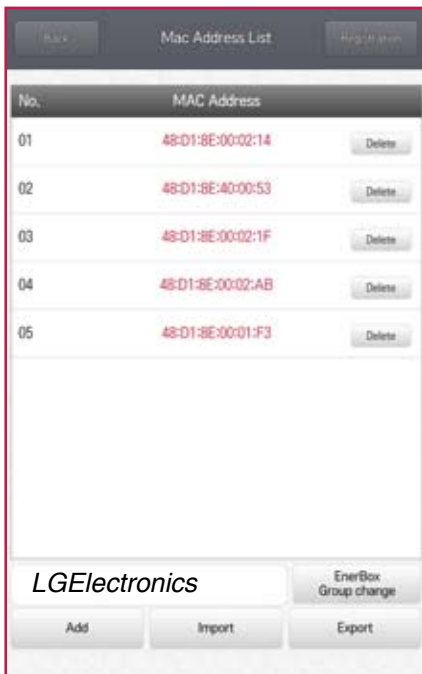 Back Mac Address List Registration
No. MAC Address
01 48:D1:8E:00:02:14 Delete
02 48:D1:8E:40:00:53 Delete
03 48:D1:8E:00:02:1F Delete
04 48:D1:8E:00:02:AB Delete
05 48:D1:8E:00:01:F3 Delete
LGElectronics EnerBox
Group change
Add Import Export